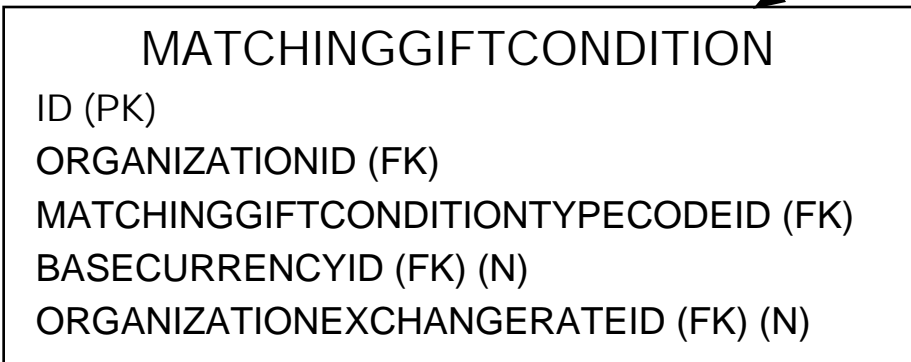 MATCHINGGIFTCONDITION
ID (PK)
ORGANIZATIONID (FK)
MATCHINGGIFTCONDITIONTYPECODEID (FK)
BASECURRENCYID (FK) (N)
ORGANIZATIONEXCHANGERATEID (FK) (N)